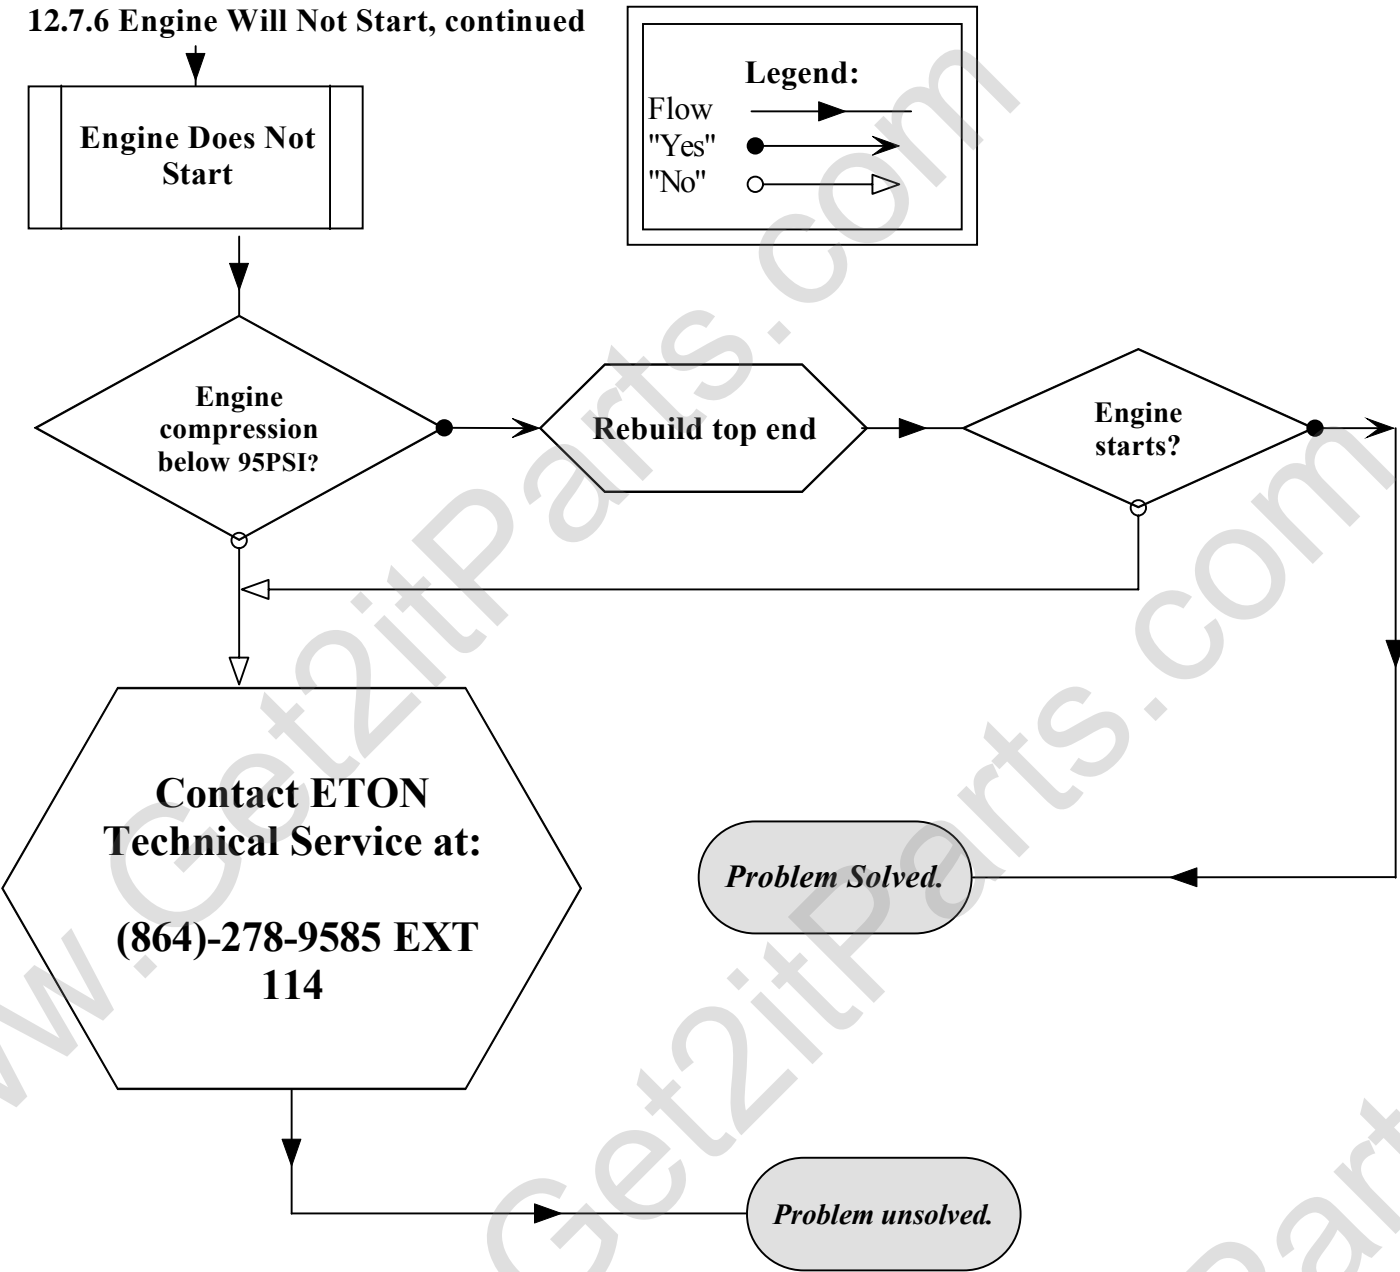 12.7.6 Engine Will Not Start, continued
Legend:
Flow
"Yes"
"No"
Engine Does Not
Start
Engine
compression
below 95PSI?
Rebuild top end
Engine
starts?
Contact ETON
Technical Service at:
(864)-278-9585 EXT
114
Problem Solved.
Problem unsolved.
w.Get2itParts.com
Get2itParts.com
Part